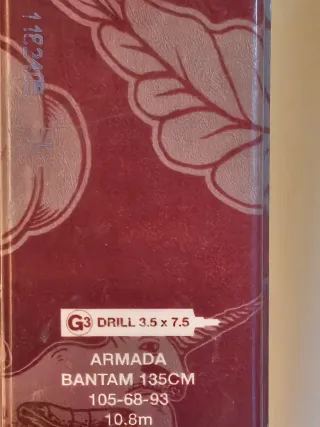 G3 DRILL 3.5 x 7.5
ARMADA
BANTAM 135CM
105-68-93
10.8m